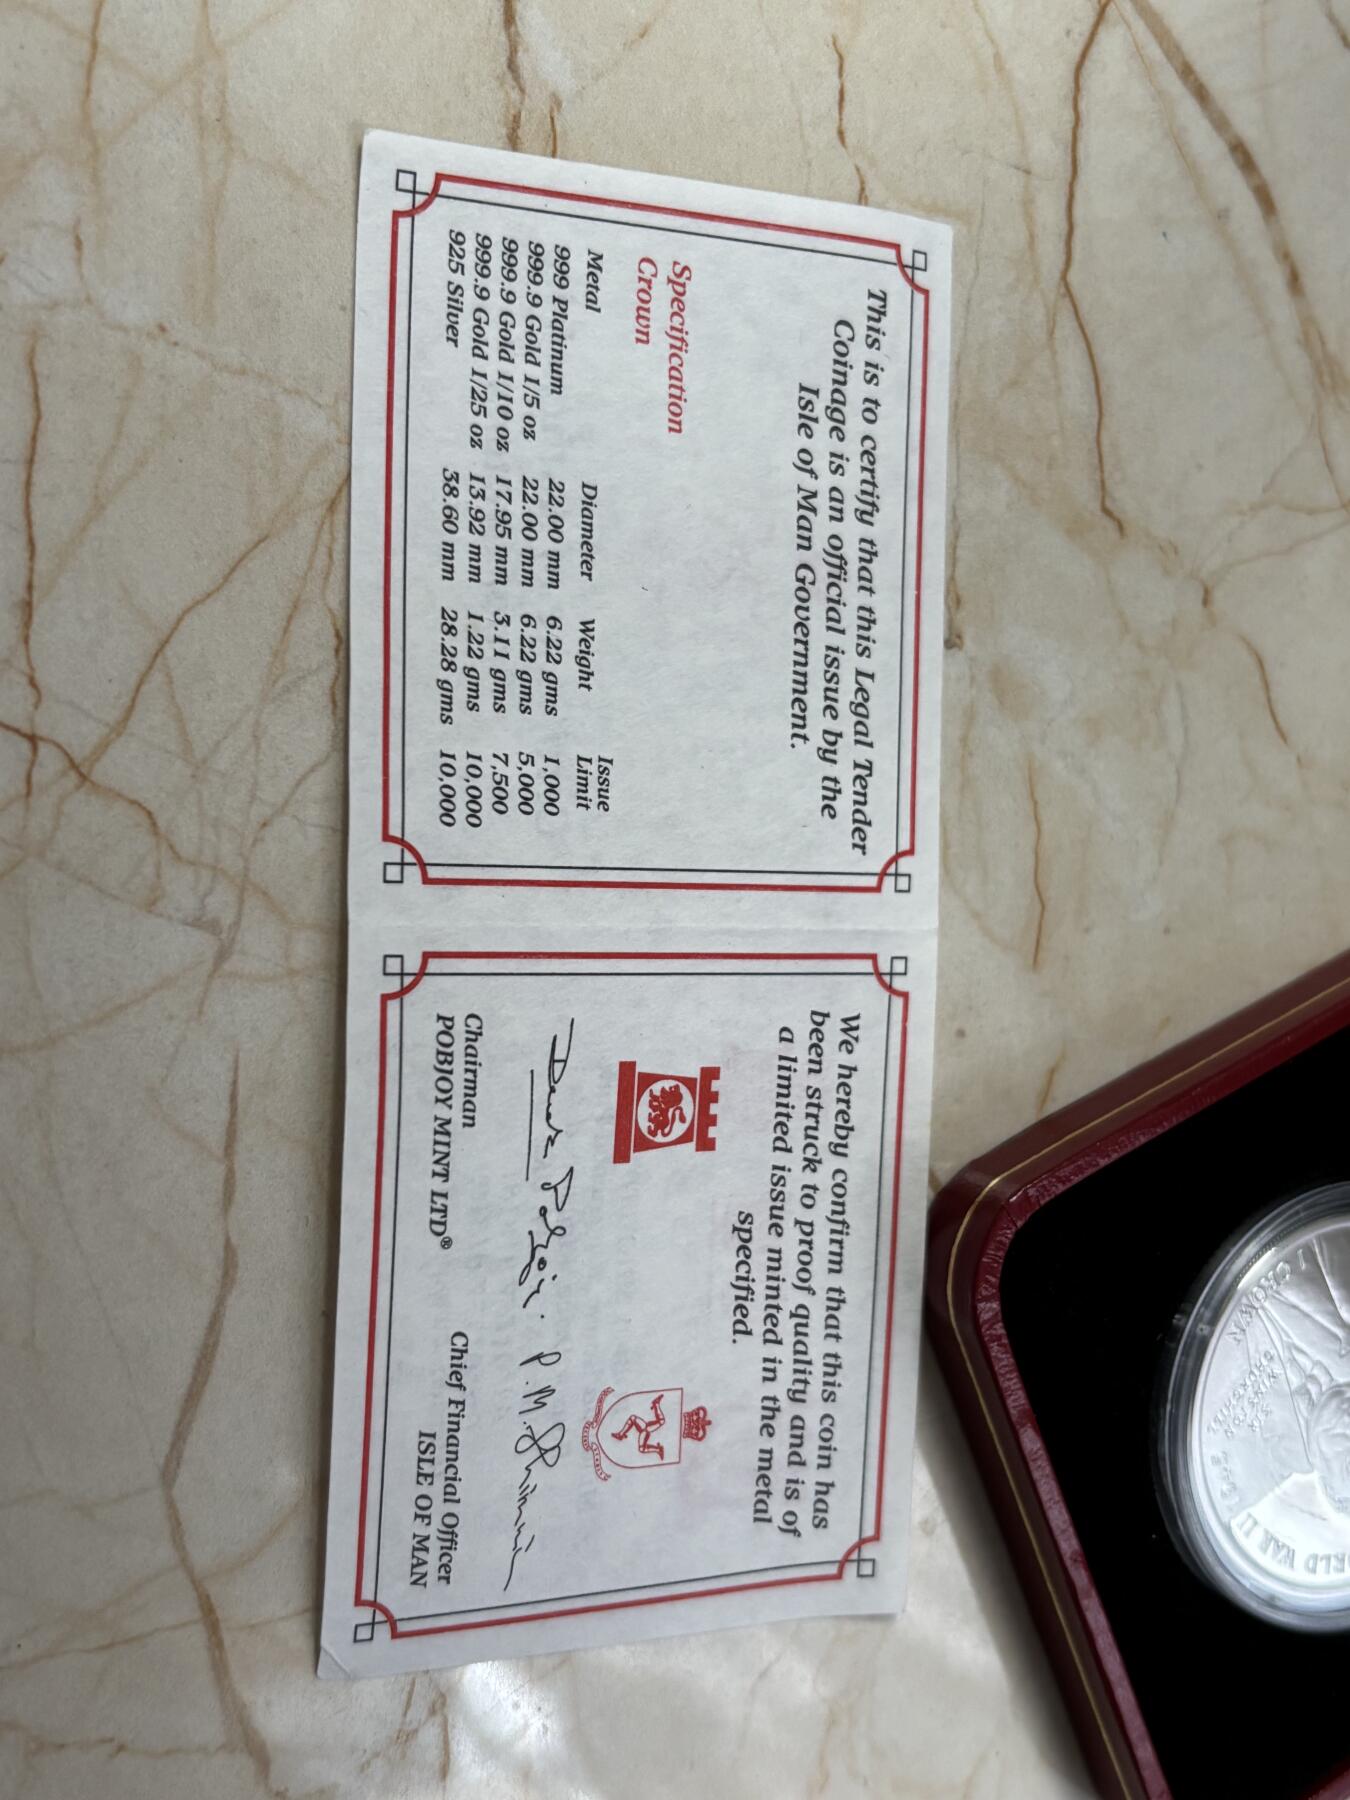 This is to certify that this Legal Tender
Coinage is an official issue by the
Isle of Man Government.
Specification
Crown
Metal Diameter Weight Issue Limit
999 Platinum 22.00 mm 6.22 gms 1,000
999.9 Gold 1/5 oz 22.00 mm 6.22 gms 5,000
999.9 Gold 1/10 oz 17.95 mm 3.11 gms 7,500
999.9 Gold 1/25 oz 13.92 mm 1.22 gms 10,000
925 Silver 38.60 mm 28.28 gms 10,000
We hereby confirm that this coin has
been struck to proof quality and is of
a limited issue minted in the metal
specified.
Chairman
POBJOY MINT LTD®
Chief Financial Officer
ISLE OF MAN
1 CROWN
WAR II